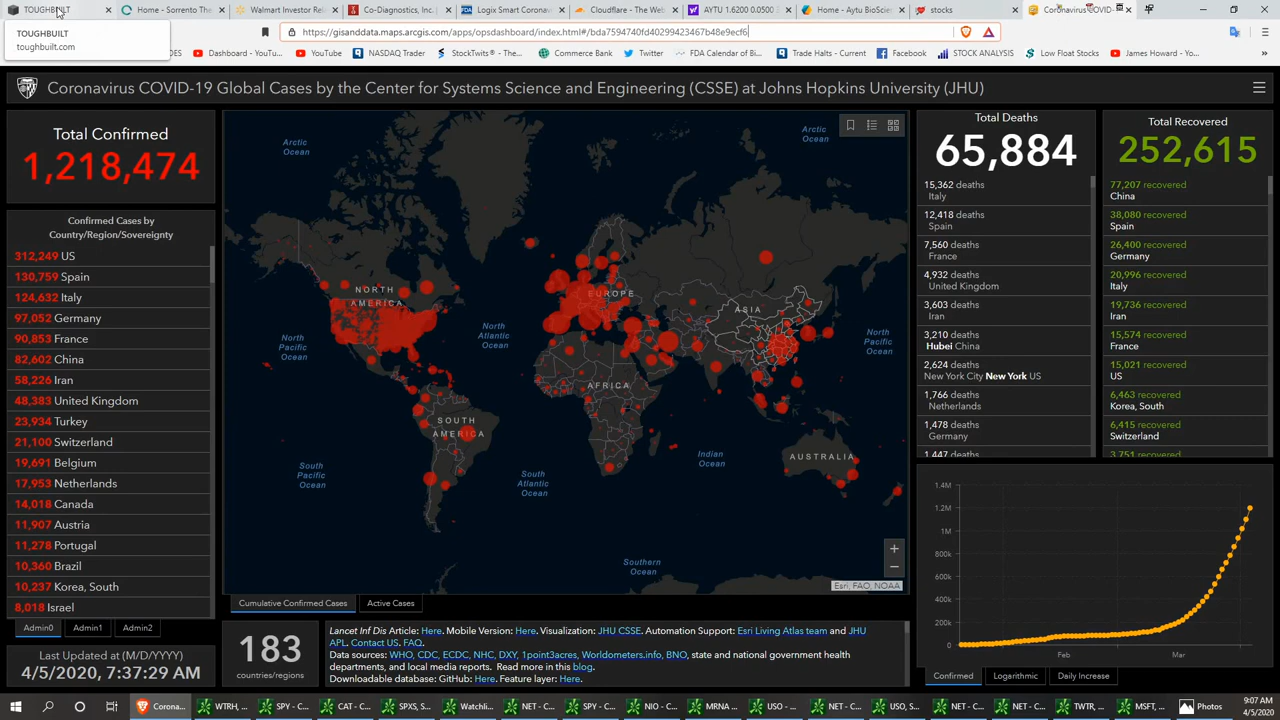 TOUGHBUILT
Home - Sorrento The
Walmart Investor Rel
Co-Diagnostics, Inc. |
Logix Smart Coronavir
Cloudflare - The Web
AYTU 1.6200 0.0500
Home - Aytu BioScien
stocks
Coronavirus COVID-
TOUGHBUILT
toughbuilt.com
https://gisanddata.maps.arcgis.com/apps/opsdashboard/index.html#/bda7594740fd40299423467b48e9ecf6
Dashboard - YouTu...
YouTube
NASDAQ Trader
StockTwits ® - The...
Commerce Bank
Twitter
FDA Calendar of Bi...
Trade Halts - Current
Facebook
STOCK ANALYSIS
Low Float Stocks
James Howard - Yo...
Coronavirus COVID-19 Global Cases by the Center for Systems Science and Engineering (CSSE) at Johns Hopkins University (JHU)
Total Confirmed
1,218,474
Confirmed Cases by
Country/Region/Sovereignty
312,249 US
130,759 Spain
124,632 Italy
97,052 Germany
90,853 France
82,602 China
58,226 Iran
48,383 United Kingdom
23,934 Turkey
21,100 Switzerland
19,691 Belgium
17,953 Netherlands
14,018 Canada
11,907 Austria
11,278 Portugal
10,360 Brazil
10,237 Korea, South
8,018 Israel
Admin0
Admin1
Admin2
Last Updated at (M/D/YYYY)
4/5/2020, 7:37:29 AM
Arctic
Ocean
Arctic
Ocean
NORTH
AMERICA
EUROPE
ASIA
North
Pacific
Ocean
North
Atlantic
Ocean
North
Pacific
Ocean
AFRICA
SOUTH
AMERICA
AUSTRALIA
Indian
Ocean
South
Pacific
Ocean
South
Atlantic
Ocean
Southern
Ocean
+
−
Esri, FAO, NOAA
Cumulative Confirmed Cases
Active Cases
183
countries/regions
Lancet Inf Dis Article: Here. Mobile Version: Here. Visualization: JHU CSSE. Automation Support: Esri Living Atlas team and JHU
APL. Contact US. FAQ.
Data sources: WHO, CDC, ECDC, NHC, DXY, 1point3acres, Worldometers.info, BNO, state and national government health
departments, and local media reports. Read more in this blog.
Downloadable database: GitHub: Here. Feature layer: Here.
Total Deaths
65,884
15,362 deaths
Italy
12,418 deaths
Spain
7,560 deaths
France
4,932 deaths
United Kingdom
3,603 deaths
Iran
3,210 deaths
Hubei China
2,624 deaths
New York City New York US
1,766 deaths
Netherlands
1,478 deaths
Germany
1,447 deaths
Total Recovered
252,615
77,207 recovered
China
38,080 recovered
Spain
26,400 recovered
Germany
20,996 recovered
Italy
19,736 recovered
Iran
15,574 recovered
France
15,021 recovered
US
6,463 recovered
Korea, South
6,415 recovered
Switzerland
3,751 recovered
1.4M
1.2M
1M
800k
600k
400k
200k
0
Feb
Mar
Confirmed
Logarithmic
Daily Increase
Corona...
WTRH, ...
SPY - C...
CAT - C...
SPXS, S...
Watchli...
NET - C...
SPY - C...
NIO - C...
MRNA ...
USO - ...
NET - C...
USO, S...
NET - C...
NET - C...
TWTR, ...
MSFT, ...
Photos
9:07 AM
4/5/2020